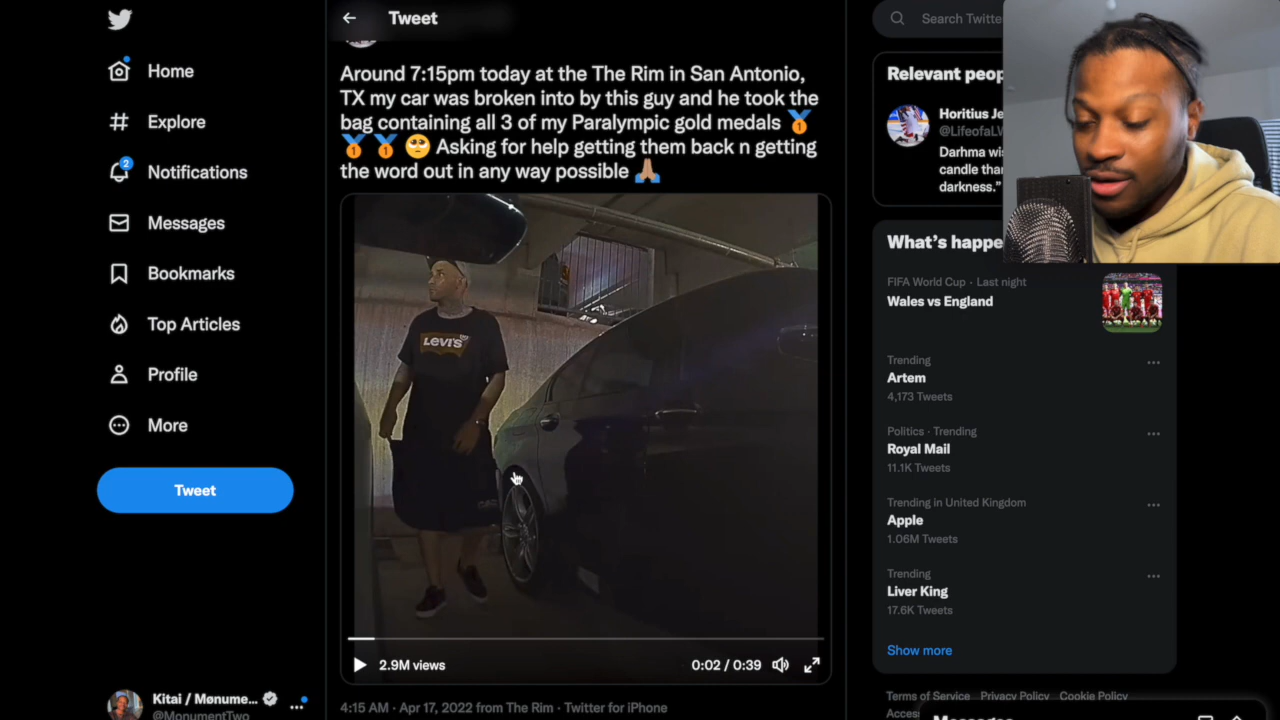 Tweet
Search Twitte
Home
Explore
2
Notifications
Messages
Bookmarks
Top Articles
Profile
More
Tweet
Kitai / Mønume...
@MonumentTwo
Around 7:15pm today at the The Rim in San Antonio,
TX my car was broken into by this guy and he took the
bag containing all 3 of my Paralympic gold medals 🥇
🥇 🥇 🥺 Asking for help getting them back n getting
the word out in any way possible 🙏🏼
LEVI'S
2.9M views
0:02 / 0:39
4:15 AM · Apr 17, 2022 from The Rim · Twitter for iPhone
Relevant peop
Horitius Je
@LifeofaLW
Darhma wis
candle than
darkness.”
What’s happe
FIFA World Cup · Last night
Wales vs England
Trending
Artem
4,173 Tweets
Politics · Trending
Royal Mail
11.1K Tweets
Trending in United Kingdom
Apple
1.06M Tweets
Trending
Liver King
17.6K Tweets
Show more
Terms of Service Privacy Policy Cookie Policy
Messages